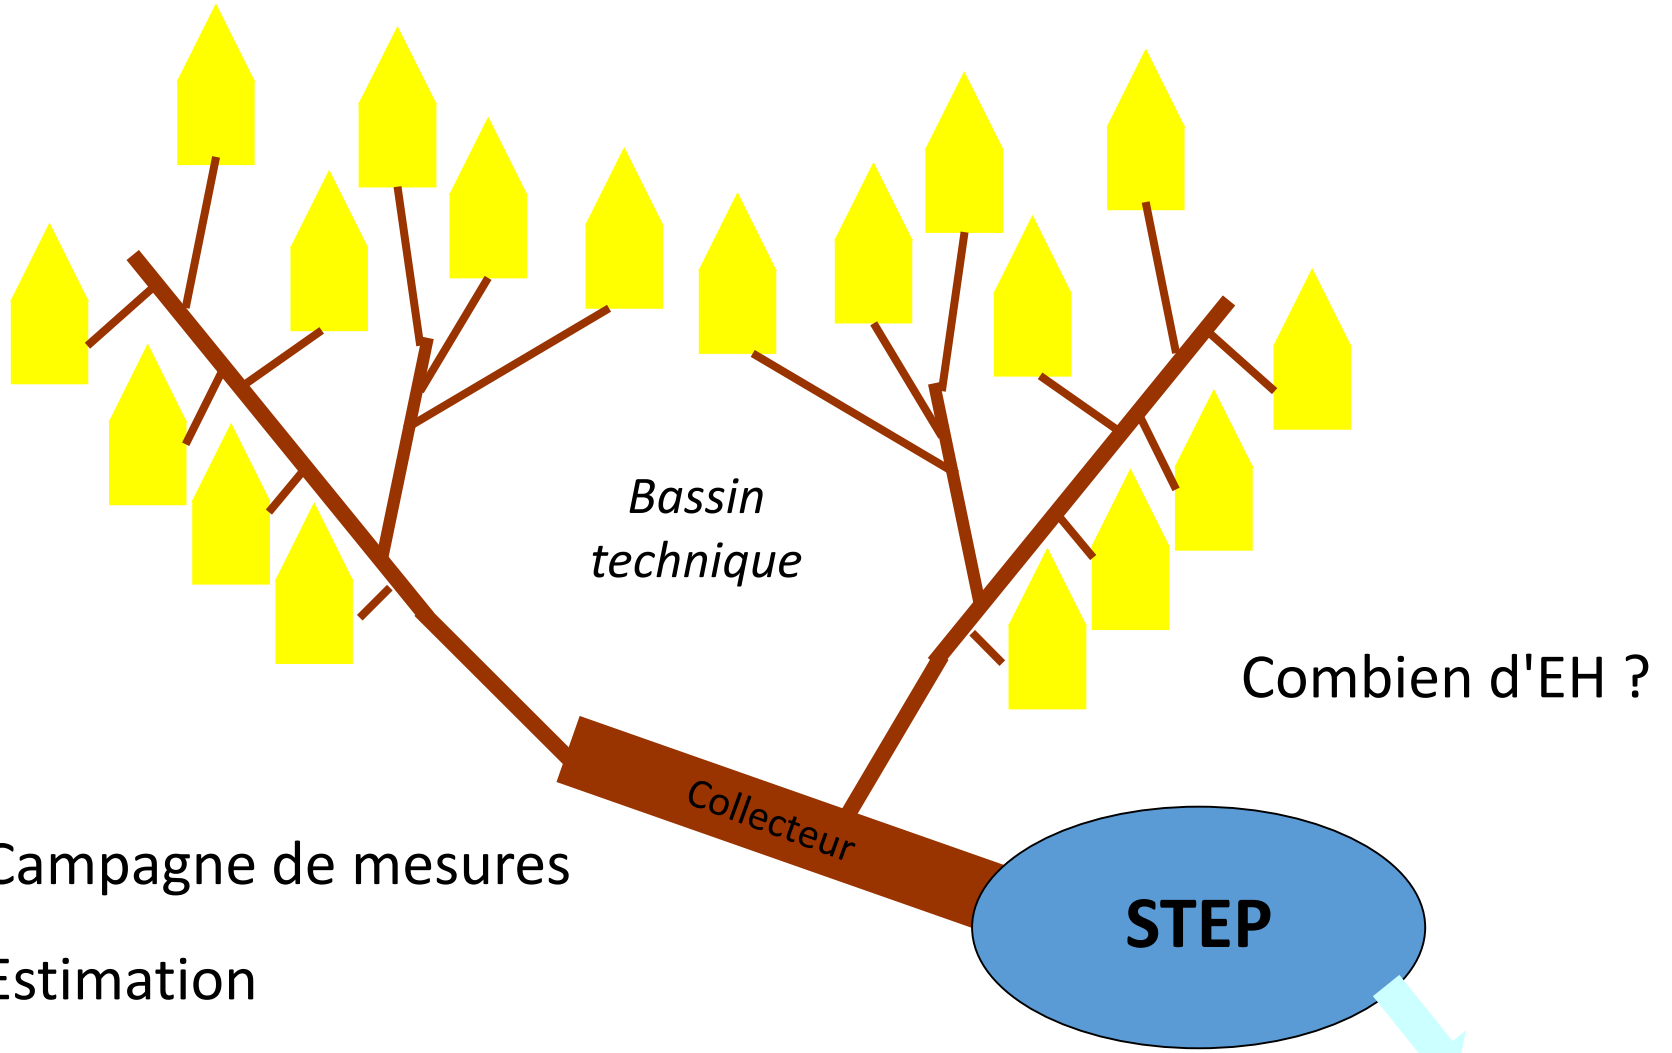 Bassin
technique
Combien d'EH ?
Collecteur
Campagne de mesures
STEP
Estimation